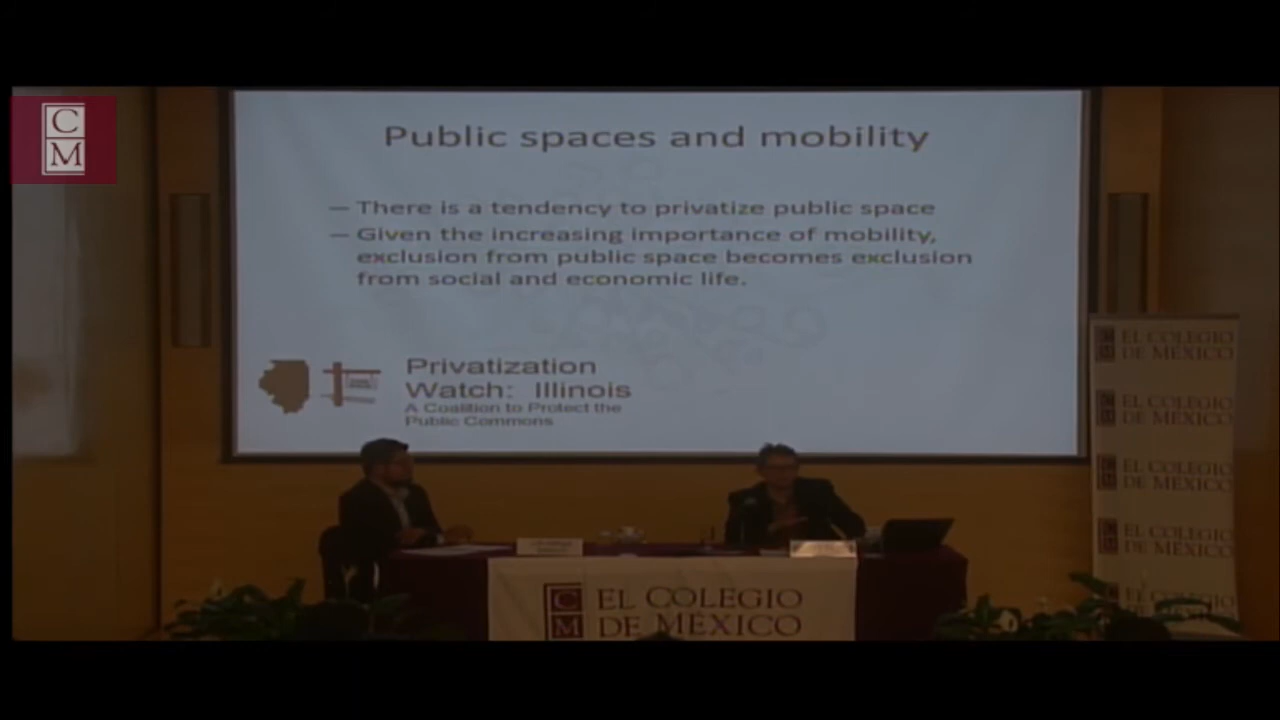 C
M
Public spaces and mobility
— There is a tendency to privatize public space
— Given the increasing importance of mobility,
exclusion from public space becomes exclusion
from social and economic life.
Privatization
Watch: Illinois
A Coalition to Protect the
Public Commons
EL COLEGIO
DE MÉXICO
EL COLEGIO
DE MÉXICO
EL COLEGIO
DE MÉXICO
EL COLEGIO
DE MÉXICO
EL COLEGIO
DE MÉXICO
C
M
EL COLEGIO
DE MÉXICO